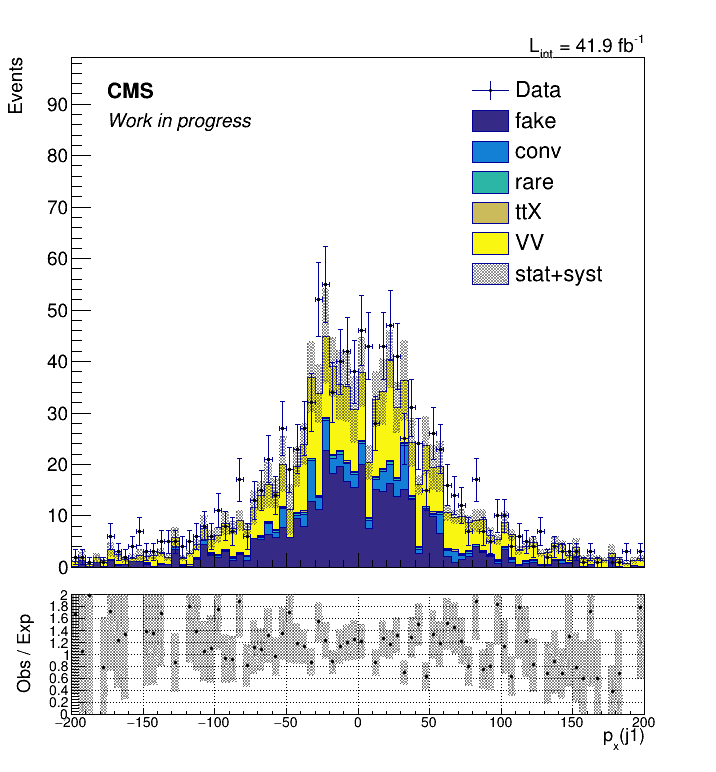 L_int = 41.9 fb^-1
Events
CMS
Work in progress
Data
fake
conv
rare
ttX
VV
stat+syst
90
80
70
60
50
40
30
20
10
0
Obs / Exp
2
1.8
1.6
1.4
1.2
1
0.8
0.6
0.4
0.2
0
−200 −150 −100 −50 0 50 100 150 200
p_x(j1)